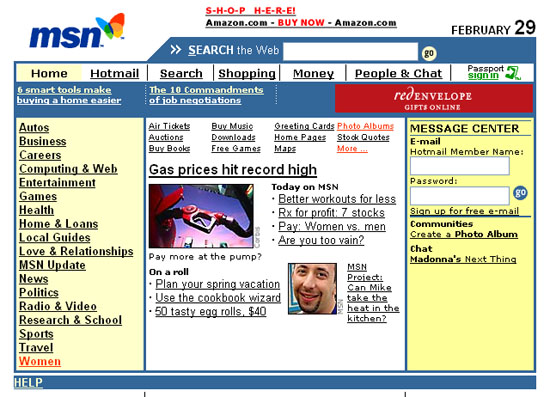 msn
S-H-O-P H-E-R-E!
Amazon.com - BUY NOW - Amazon.com
FEBRUARY 29
>> SEARCH the Web
go
Home
Hotmail
Search
Shopping
Money
People & Chat
Passport
sign in
6 smart tools make
buying a home easier
The 10 Commandments
of job negotiations
redENVELOPE
GIFTS ONLINE
Autos
Business
Careers
Computing & Web
Entertainment
Games
Health
Home & Loans
Local Guides
Love & Relationships
MSN Update
News
Politics
Radio & Video
Research & School
Sports
Travel
Women
Air Tickets Buy Music Greeting Cards Photo Albums
Auctions Downloads Home Pages Stock Quotes
Buy Books Free Games Maps More ...
Gas prices hit record high
Corbis
Pay more at the pump?
Today on MSN
· Better workouts for less
· Rx for profit: 7 stocks
· Pay: Women vs. men
· Are you too vain?
On a roll
· Plan your spring vacation
· Use the cookbook wizard
· 50 tasty egg rolls, $40
MSN
MSN
Project:
Can Mike
take the
heat in the
kitchen?
MESSAGE CENTER
E-mail
Hotmail Member Name:
Password:
go
Sign up for free e-mail
Communities
Create a Photo Album
Chat
Madonna's Next Thing
HELP